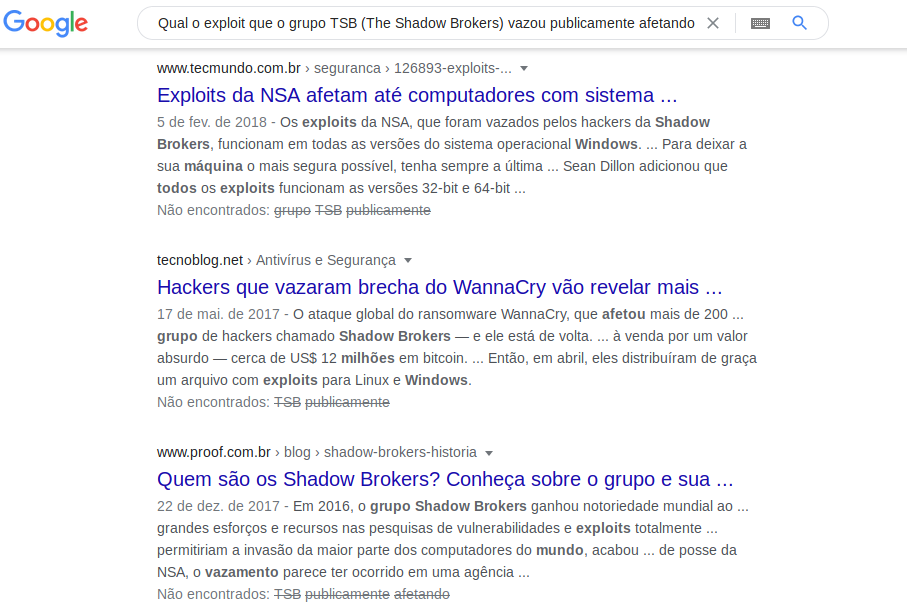 Google
Qual o exploit que o grupo TSB (The Shadow Brokers) vazou publicamente afetando
www.tecmundo.com.br › seguranca › 126893-exploits-...
Exploits da NSA afetam até computadores com sistema ...
5 de fev. de 2018 - Os exploits da NSA, que foram vazados pelos hackers da Shadow
Brokers, funcionam em todas as versões do sistema operacional Windows. ... Para deixar a
sua máquina o mais segura possível, tenha sempre a última ... Sean Dillon adicionou que
todos os exploits funcionam as versões 32-bit e 64-bit ...
Não encontrados: grupo TSB publicamente
tecnoblog.net › Antivírus e Segurança
Hackers que vazaram brecha do WannaCry vão revelar mais ...
17 de mai. de 2017 - O ataque global do ransomware WannaCry, que afetou mais de 200 ...
grupo de hackers chamado Shadow Brokers — e ele está de volta. ... à venda por um valor
absurdo — cerca de US$ 12 milhões em bitcoin. ... Então, em abril, eles distribuíram de graça
um arquivo com exploits para Linux e Windows.
Não encontrados: TSB publicamente
www.proof.com.br › blog › shadow-brokers-historia
Quem são os Shadow Brokers? Conheça sobre o grupo e sua ...
22 de dez. de 2017 - Em 2016, o grupo Shadow Brokers ganhou notoriedade mundial ao ...
grandes esforços e recursos nas pesquisas de vulnerabilidades e exploits totalmente ...
permitiriam a invasão da maior parte dos computadores do mundo, acabou ... de posse da
NSA, o vazamento parece ter ocorrido em uma agência ...
Não encontrados: TSB publicamente afetando